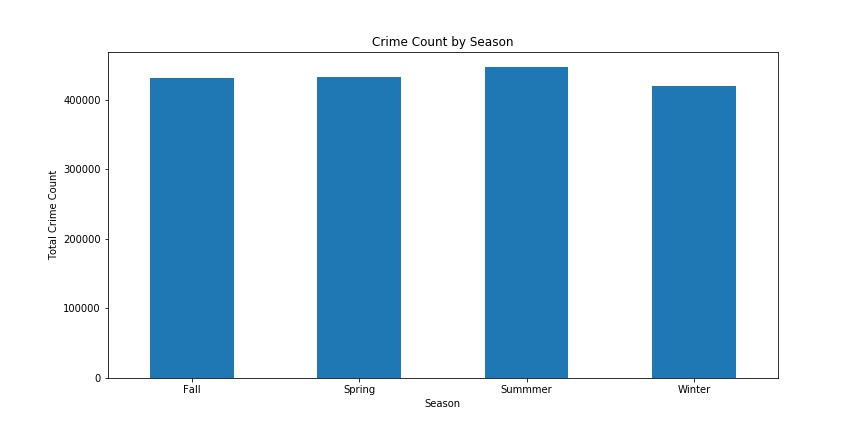 Crime Count by Season
Total Crime Count
400000
300000
200000
100000
0
Fall Spring Summmer Winter
Season